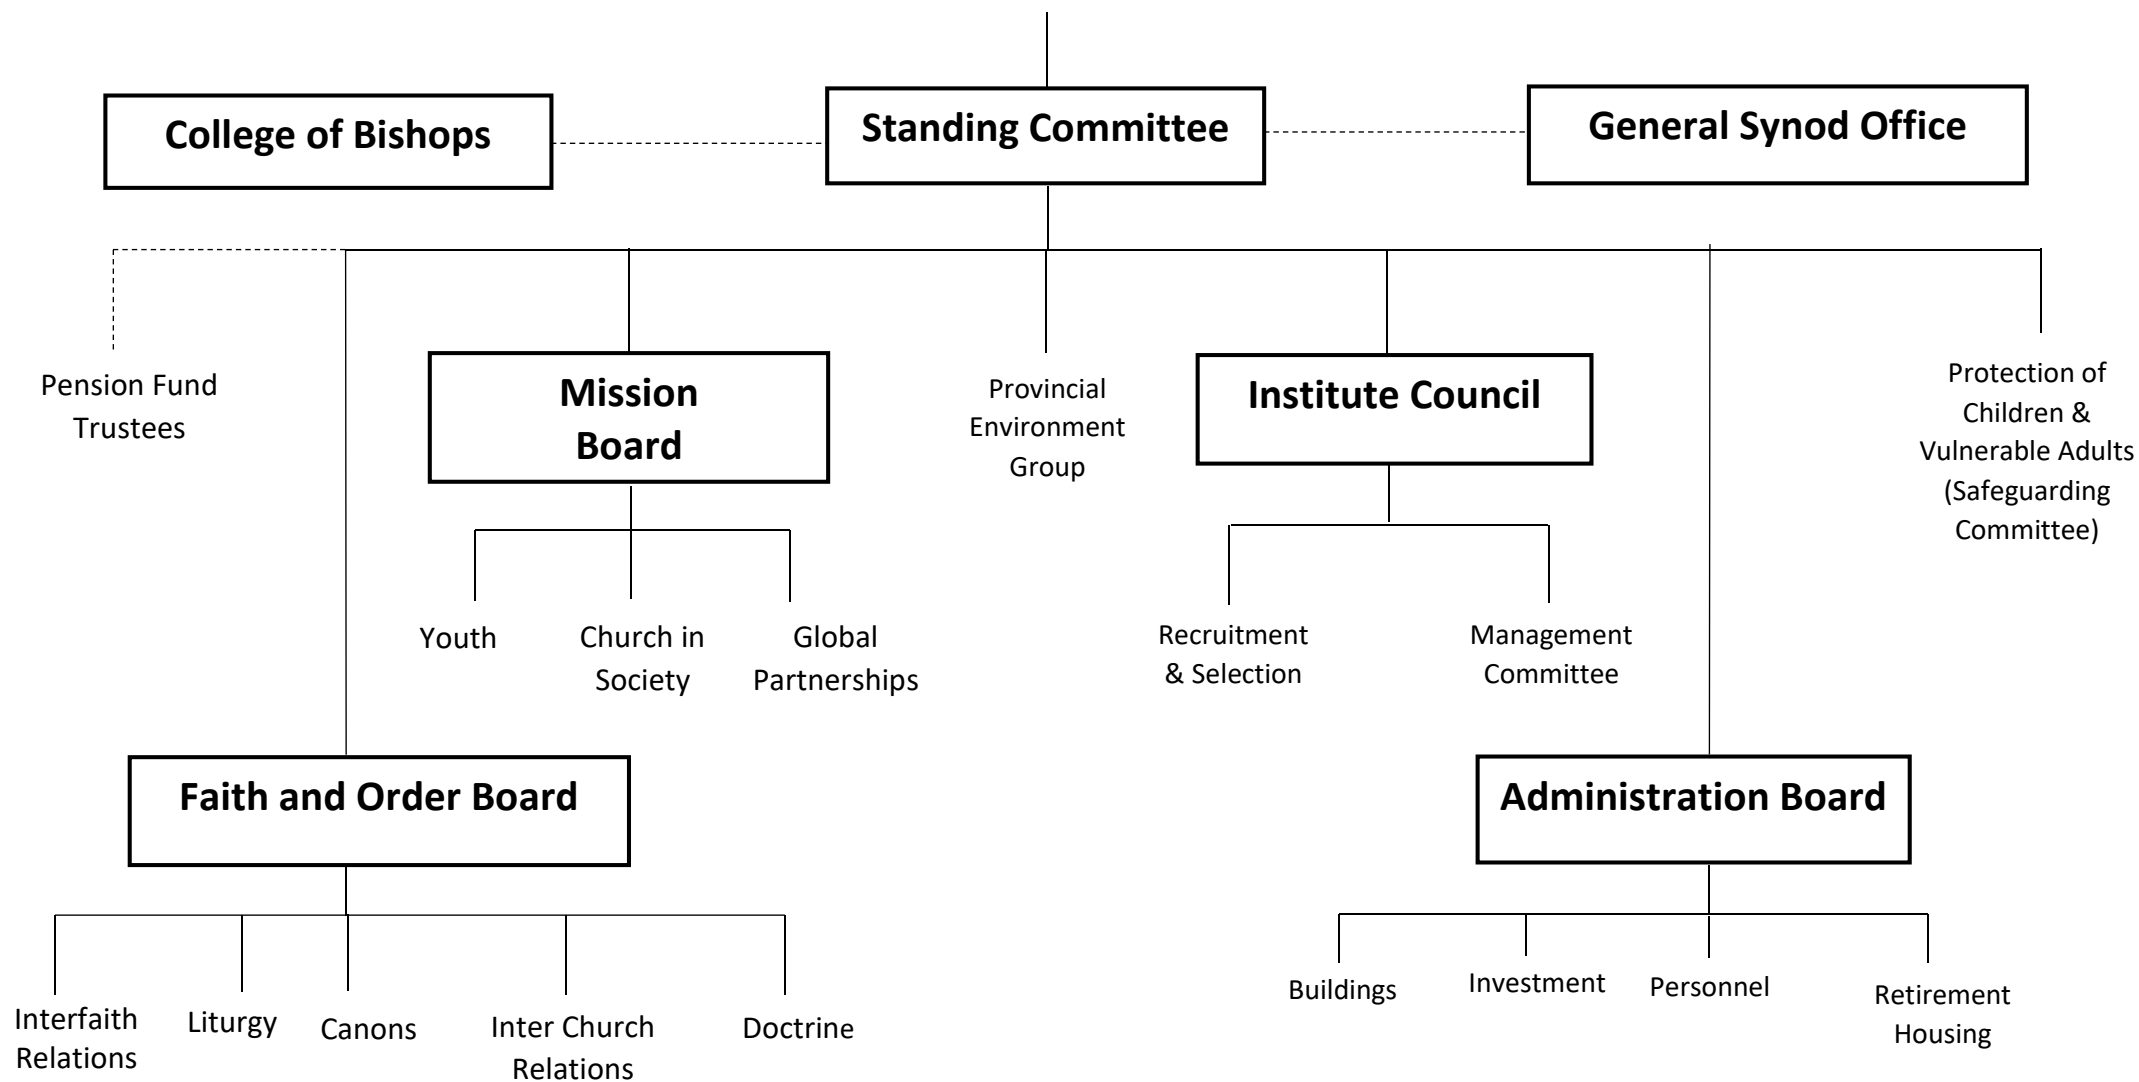 College of Bishops
Standing Committee
General Synod Office
Pension Fund
Trustees
Mission
Board
Provincial
Environment
Group
Institute Council
Protection of
Children &
Vulnerable Adults
(Safeguarding
Committee)
Youth
Church in
Society
Global
Partnerships
Recruitment
& Selection
Management
Committee
Faith and Order Board
Administration Board
Interfaith
Relations
Liturgy
Canons
Inter Church
Relations
Doctrine
Buildings
Investment
Personnel
Retirement
Housing